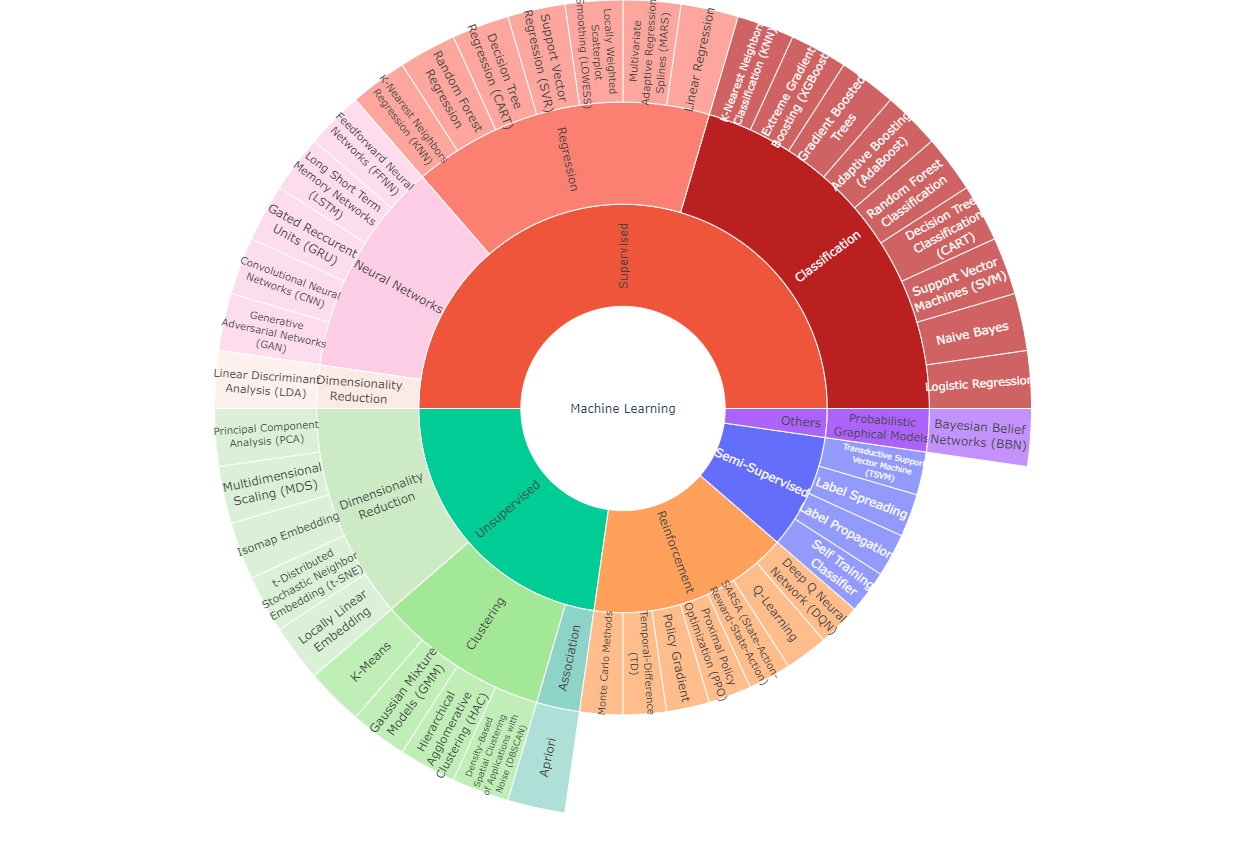 Machine Learning
Supervised
Classification
Logistic Regression
Naive Bayes
Support Vector
Machines (SVM)
Decision Tree
Classification
(CART)
Random Forest
Classification
Adaptive Boosting
(AdaBoost)
Gradient Boosted
Trees
Extreme Gradient
Boosting (XGBoost)
K-Nearest Neighbors
Classification (KNN)
Regression
Linear Regression
Multivariate
Adaptive Regression
Splines (MARS)
Locally Weighted
Scatterplot
Smoothing (LOWESS)
Support Vector
Regression (SVR)
Decision Tree
Regression (CART)
Random Forest
Regression
K-Nearest Neighbors
Regression (KNN)
Neural Networks
Feedforward Neural
Networks (FFNN)
Long Short Term
Memory Networks
(LSTM)
Gated Reccurent
Units (GRU)
Convolutional Neural
Networks (CNN)
Generative
Adversarial Networks
(GAN)
Dimensionality
Reduction
Linear Discriminant
Analysis (LDA)
Unsupervised
Dimensionality
Reduction
Principal Component
Analysis (PCA)
Multidimensional
Scaling (MDS)
Isomap Embedding
t-Distributed
Stochastic Neighbor
Embedding (t-SNE)
Locally Linear
Embedding
Clustering
K-Means
Gaussian Mixture
Models (GMM)
Hierarchical
Agglomerative
Clustering (HAC)
Density-Based
Spatial Clustering
of Applications with
Noise (DBSCAN)
Association
Apriori
Reinforcement
Monte Carlo Methods
Temporal-Difference
(TD)
Policy Gradient
Proximal Policy
Optimization (PPO)
SARSA (State-Action-
Reward-State-Action)
Q-Learning
Deep Q Neural
Network (DQN)
Semi-Supervised
Self Training
Classifier
Label Propagation
Label Spreading
Transductive Support
Vector Machine
(TSVM)
Others
Probabilistic
Graphical Models
Bayesian Belief
Networks (BBN)